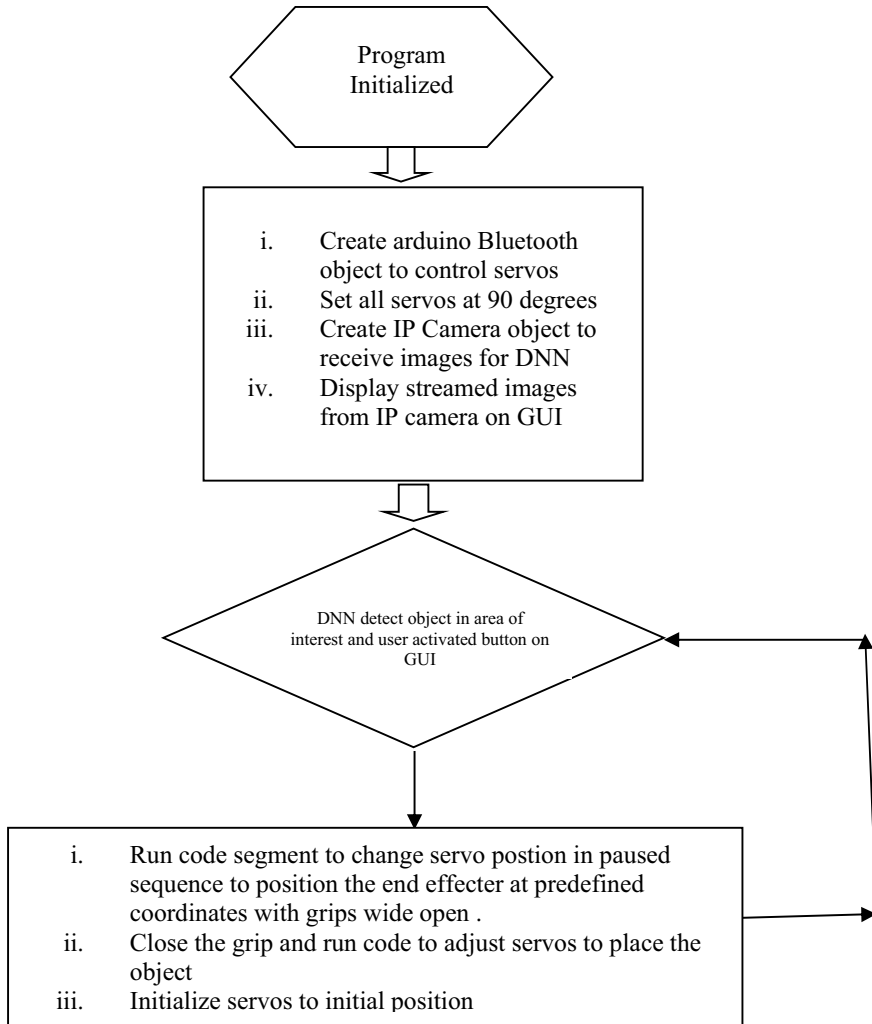 Program
Initialized
i. Create arduino Bluetooth
object to control servos
ii. Set all servos at 90 degrees
iii. Create IP Camera object to
receive images for DNN
iv. Display streamed images
from IP camera on GUI
DNN detect object in area of
interest and user activated button on
GUI
i. Run code segment to change servo postion in paused
sequence to position the end effecter at predefined
coordinates with grips wide open .
ii. Close the grip and run code to adjust servos to place the
object
iii. Initialize servos to initial position